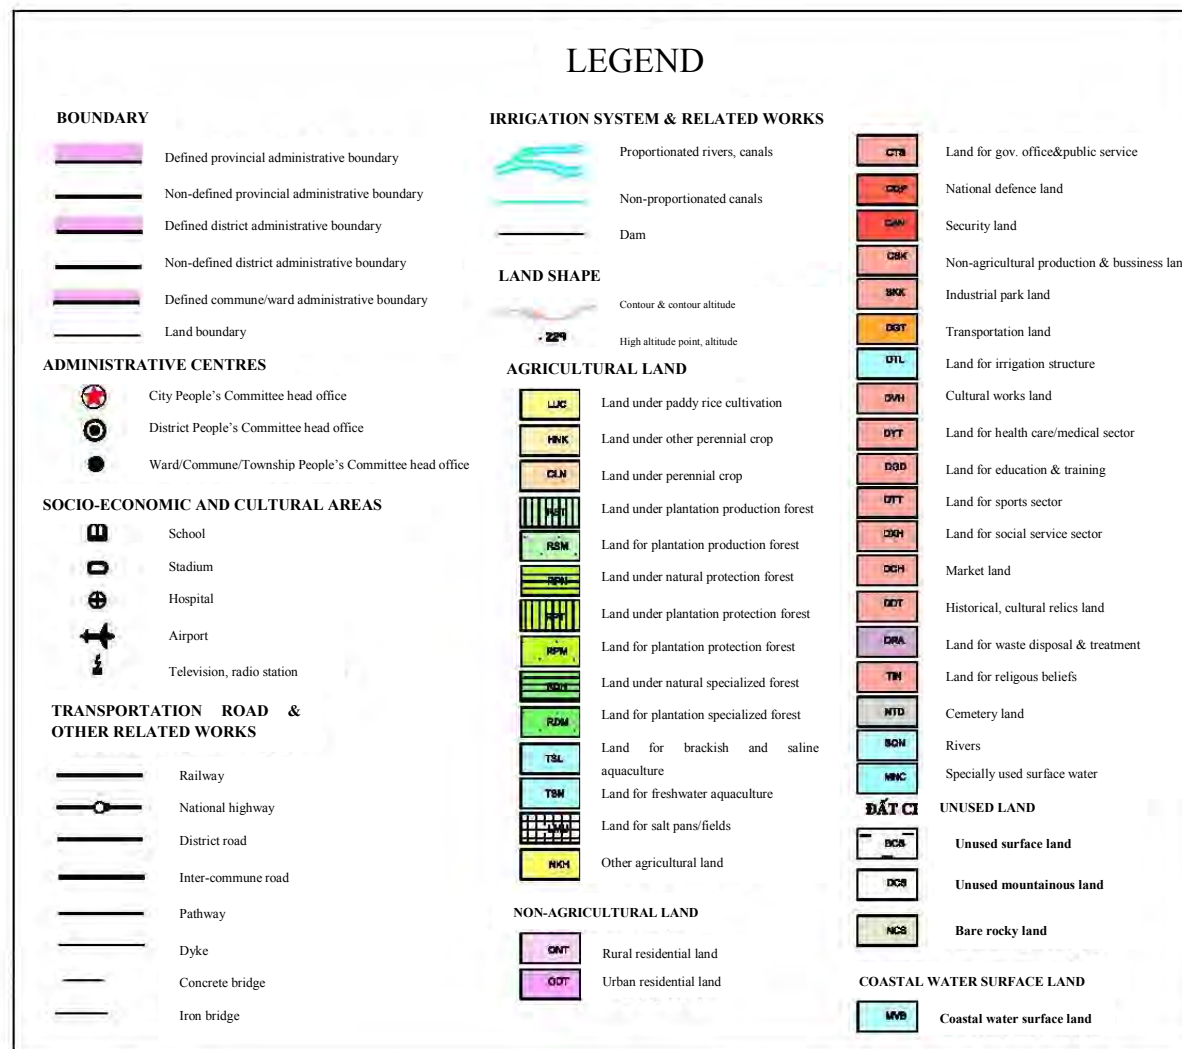 LEGEND
BOUNDARY
Defined provincial administrative boundary
Non-defined provincial administrative boundary
Defined district administrative boundary
Non-defined district administrative boundary
Defined commune/ward administrative boundary
Land boundary
ADMINISTRATIVE CENTRES
City People's Committee head office
District People's Committee head office
Ward/Commune/Township People's Committee head office
SOCIO-ECONOMIC AND CULTURAL AREAS
School
Stadium
Hospital
Airport
Television, radio station
TRANSPORTATION ROAD &
OTHER RELATED WORKS
Railway
National highway
District road
Inter-commune road
Pathway
Dyke
Concrete bridge
Iron bridge
IRRIGATION SYSTEM & RELATED WORKS
Proportionated rivers, canals
Non-proportionated canals
Dam
LAND SHAPE
Contour & contour altitude
. 229 High altitude point, altitude
AGRICULTURAL LAND
LUC Land under paddy rice cultivation
HNK Land under other perennial crop
CLN Land under perennial crop
RST Land under plantation production forest
RSM Land for plantation production forest
RPN Land under natural protection forest
RPT Land under plantation protection forest
RPM Land for plantation protection forest
Land under natural specialized forest
RDM Land for plantation specialized forest
TSL Land for brackish and saline
aquaculture
TSN Land for freshwater aquaculture
LMU Land for salt pans/fields
NKH Other agricultural land
NON-AGRICULTURAL LAND
ONT Rural residential land
ODT Urban residential land
CTS Land for gov. office&public service
CQP National defence land
CAN Security land
CSK Non-agricultural production & bussiness lan
SKK Industrial park land
DGT Transportation land
DTL Land for irrigation structure
DVH Cultural works land
DYT Land for health care/medical sector
DGD Land for education & training
DTT Land for sports sector
DXH Land for social service sector
DCH Market land
DDT Historical, cultural relics land
DRA Land for waste disposal & treatment
TIN Land for religous beliefs
NTD Cemetery land
SON Rivers
MNC Specially used surface water
ĐẤT CI UNUSED LAND
BCS Unused surface land
DCS Unused mountainous land
NCS Bare rocky land
COASTAL WATER SURFACE LAND
MVB Coastal water surface land